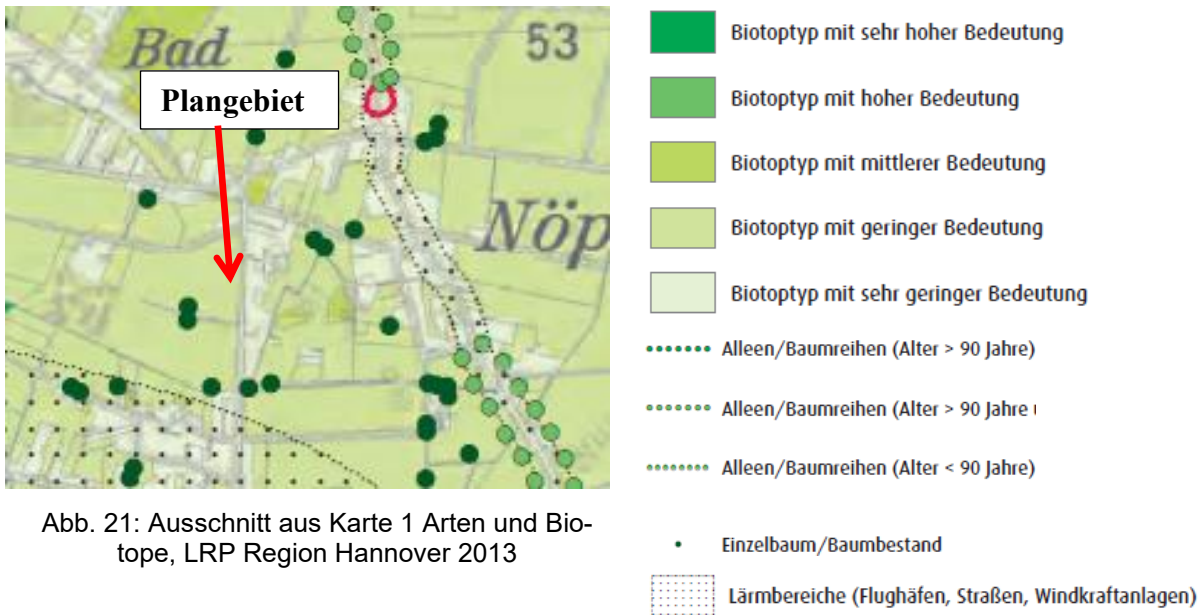 Bad
53
Plangebiet
Nöp
Abb. 21: Ausschnitt aus Karte 1 Arten und Bio-
tope, LRP Region Hannover 2013
Biotoptyp mit sehr hoher Bedeutung
Biotoptyp mit hoher Bedeutung
Biotoptyp mit mittlerer Bedeutung
Biotoptyp mit geringer Bedeutung
Biotoptyp mit sehr geringer Bedeutung
Alleen/Baumreihen (Alter > 90 Jahre)
Alleen/Baumreihen (Alter > 90 Jahre
Alleen/Baumreihen (Alter < 90 Jahre)
Einzelbaum/Baumbestand
Lärmbereiche (Flughäfen, Straßen, Windkraftanlagen)